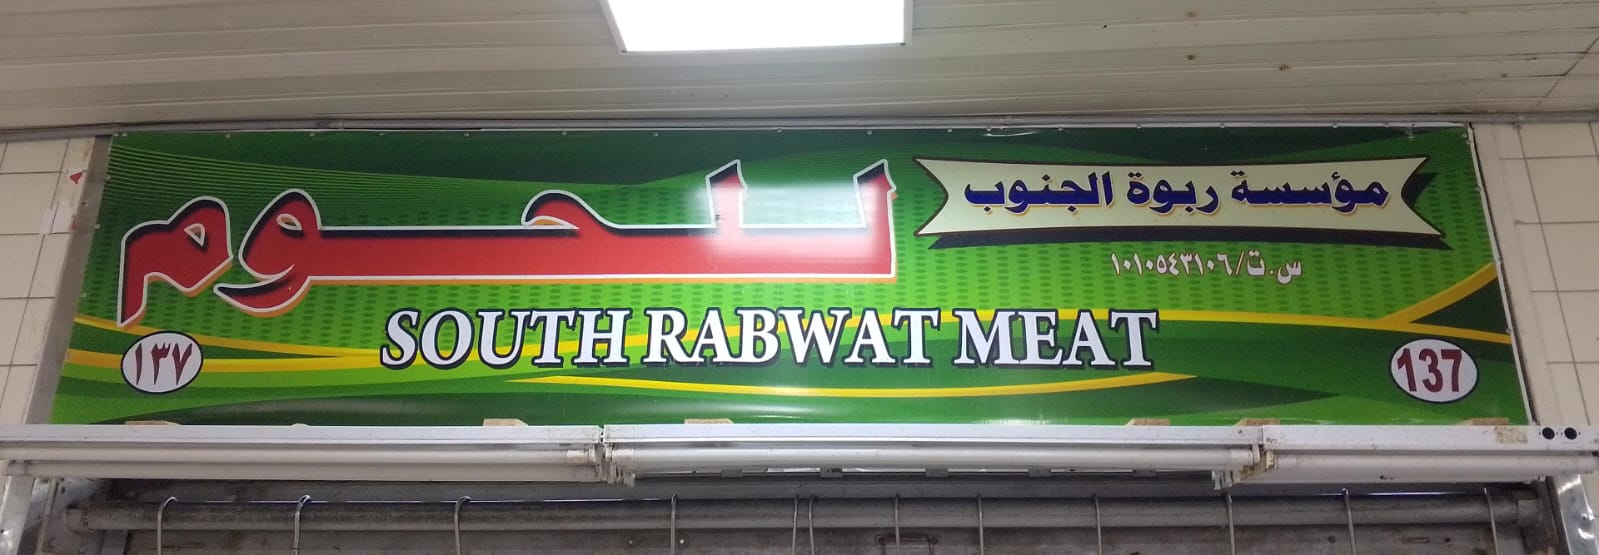 مؤسسة ربوة الجنوب
للحوم
س.ت/١٠١٠٥٤٣١٠٦
SOUTH RABWAT MEAT
١٣٧
137